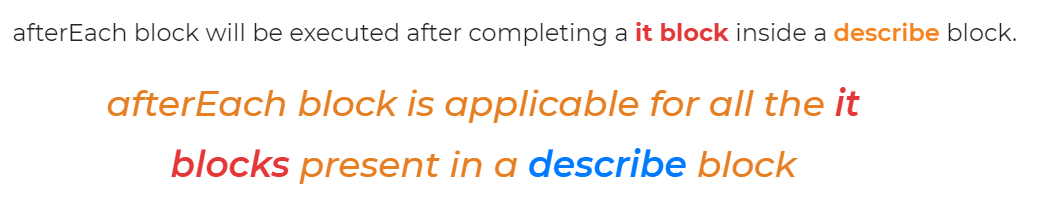 afterEach block will be executed after completing a it block inside a describe block.
afterEach block is applicable for all the it
blocks present in a describe block